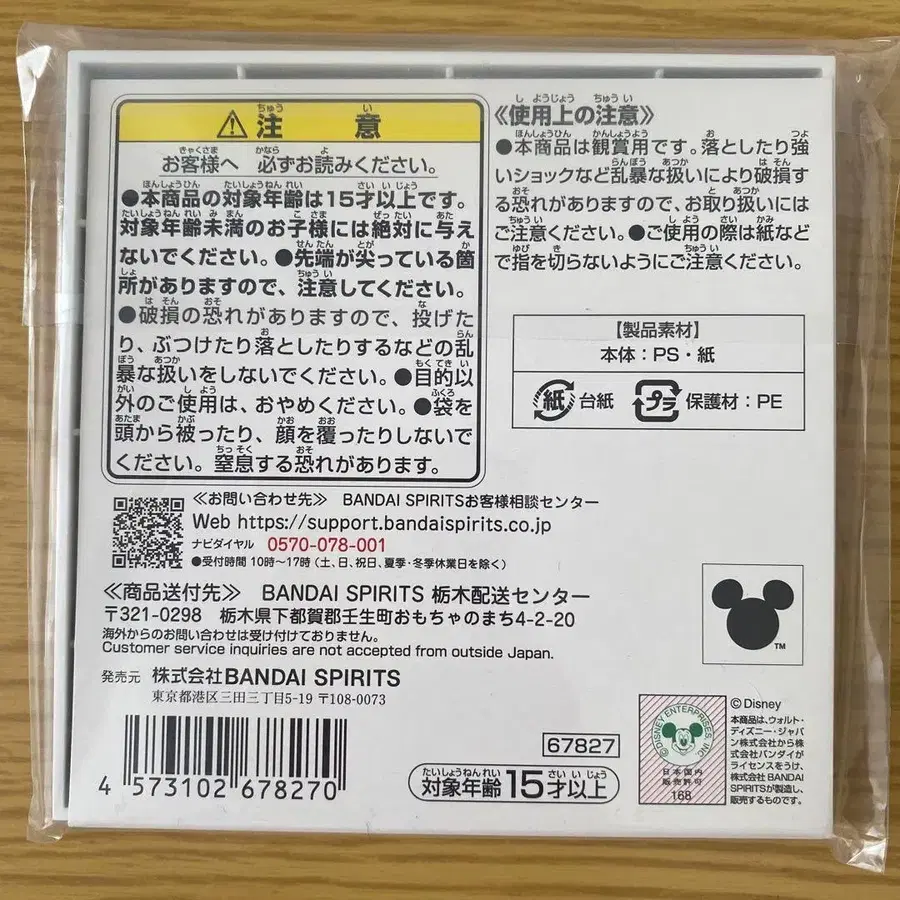 ⚠注意
お客様へ 必ずお読みください。
●本商品の対象年齢は15才以上です。
対象年齢未満のお子様には絶対に与え
ないでください。●先端が尖っている箇
所がありますので、注意してください。
●破損の恐れがありますので、投げた
り、ぶつけたり落としたりするなどの乱
暴な扱いをしないでください。●目的以
外のご使用は、おやめください。●袋を
頭から被ったり、顔を覆ったりしないで
ください。窒息する恐れがあります。
《使用上の注意》
●本商品は観賞用です。落としたり強
いショックなど乱暴な扱いにより破損す
る恐れがありますので、お取り扱いには
ご注意ください。●ご使用の際は紙など
で指を切らないようにご注意ください。
【製品素材】
本体：PS・紙
紙 台紙 プラ 保護材：PE
≪お問い合わせ先≫ BANDAI SPIRITSお客様相談センター
Web https://support.bandaispirits.co.jp
ナビダイヤル 0570-078-001
●受付時間 10時〜17時（土、日、祝日、夏季・冬季休業日を除く）
≪商品送付先≫ BANDAI SPIRITS 栃木配送センター
〒321-0298 栃木県下都賀郡壬生町おもちゃのまち4-2-20
海外からのお問い合わせは受け付けておりません。
Customer service inquiries are not accepted from outside Japan.
発売元 株式会社BANDAI SPIRITS
東京都港区三田三丁目5-19 〒108-0073
4 573102 678270
67827
対象年齢 15才以上
TM
©DISNEY ENTERPRISES, INC.
日本国内
販売許可
168
©Disney
本商品は、ウォルト・
ディズニー・ジャパ
ン株式会社から株
式会社バンダイが
ライセンスをうけ、
株式会社BANDAI
SPIRITSが製造し、
販売するものです。